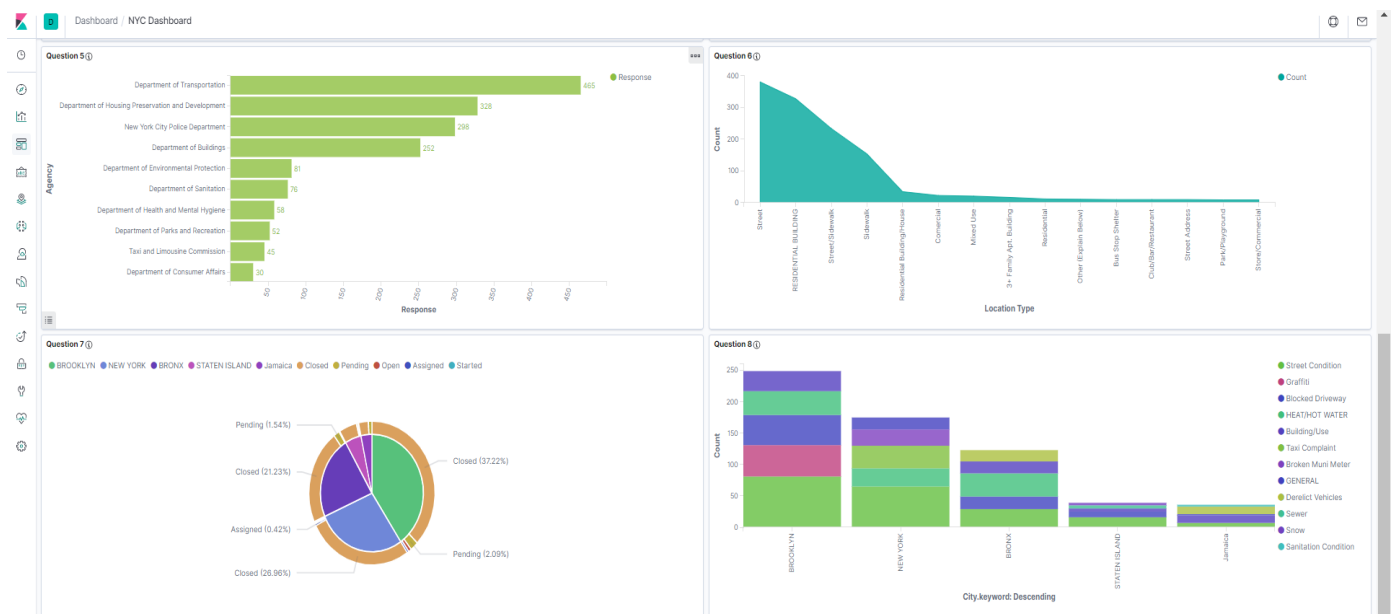 D Dashboard / NYC Dashboard
Question 5
Department of Transportation 465
Department of Housing Preservation and Development 328
New York City Police Department 298
Department of Buildings 252
Department of Environmental Protection 81
Department of Sanitation 76
Department of Health and Mental Hygiene 58
Department of Parks and Recreation 52
Taxi and Limousine Commission 45
Department of Consumer Affairs 30
Agency
50 100 150 200 250 300 350 400 450
Response
Response
Question 6
400
300
200
100
0
Count
Street
RESIDENTIAL BUILDING
Street/Sidewalk
Sidewalk
Residential Building/House
Comercial
Mixed Use
3+ Family Apt. Building
Residential
Other (Explain Below)
Bus Stop Shelter
Club/Bar/Restaurant
Street Address
Park/Playground
Store/Commercial
Location Type
Count
Question 7
BROOKLYN NEW YORK BRONX STATEN ISLAND Jamaica Closed Pending Open Assigned Started
Pending (1.54%)
Closed (37.22%)
Closed (21.23%)
Assigned (0.42%)
Pending (2.09%)
Closed (26.96%)
Question 8
250
200
150
100
50
0
Count
BROOKLYN
NEW YORK
BRONX
STATEN ISLAND
Jamaica
City.keyword: Descending
Street Condition
Graffiti
Blocked Driveway
HEAT/HOT WATER
Building/Use
Taxi Complaint
Broken Muni Meter
GENERAL
Derelict Vehicles
Sewer
Snow
Sanitation Condition